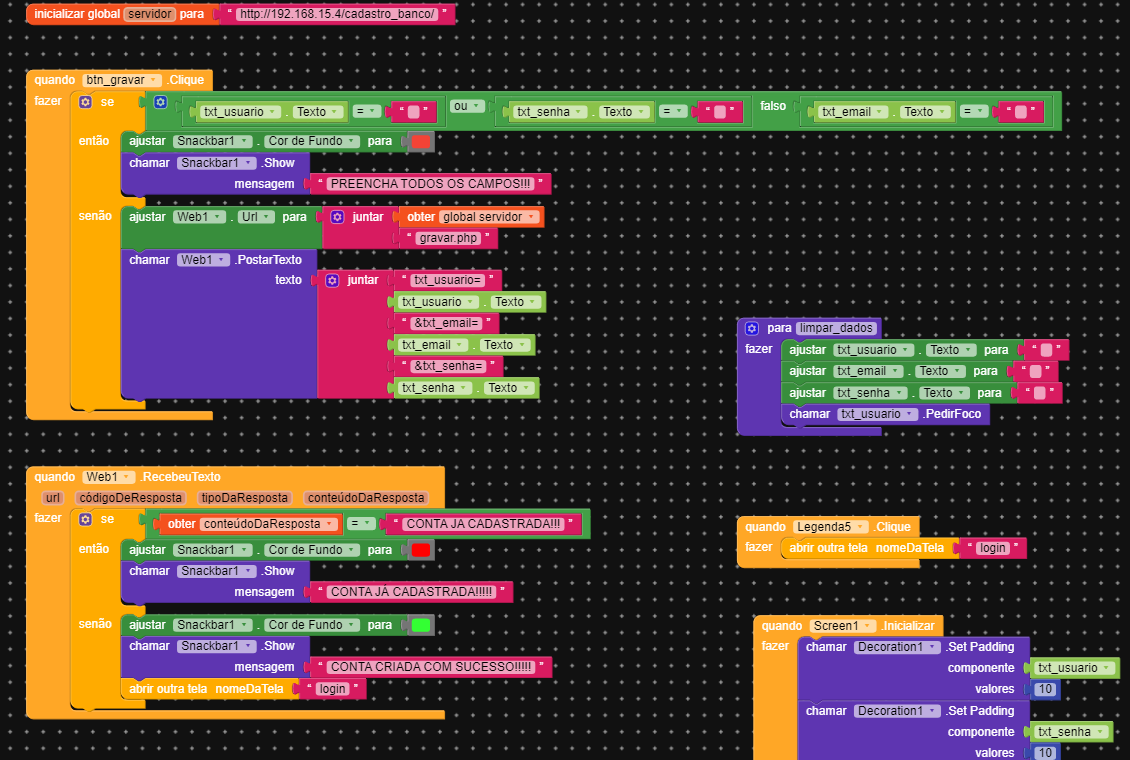 inicializar global servidor para " http://192.168.15.4/cadastro_banco/ "
quando btn_gravar .Clique
fazer se txt_usuario . Texto = " " ou txt_senha . Texto = " " falso txt_email . Texto = " "
então ajustar Snackbar1 . Cor de Fundo para
chamar Snackbar1 .Show
mensagem " PREENCHA TODOS OS CAMPOS!!! "
senão ajustar Web1 . Url para juntar obter global servidor
" gravar.php "
chamar Web1 .PostarTexto
texto juntar " txt_usuario= "
txt_usuario . Texto
" &txt_email= "
txt_email . Texto
" &txt_senha= "
txt_senha . Texto
para limpar_dados
fazer ajustar txt_usuario . Texto para " "
ajustar txt_email . Texto para " "
ajustar txt_senha . Texto para " "
chamar txt_usuario .PedirFoco
quando Web1 .RecebeuTexto
url códigoDeResposta tipoDaResposta conteúdoDaResposta
fazer se obter conteúdoDaResposta = " CONTA JA CADASTRADA!!! "
então ajustar Snackbar1 . Cor de Fundo para
chamar Snackbar1 .Show
mensagem " CONTA JÁ CADASTRADA!!!!! "
senão ajustar Snackbar1 . Cor de Fundo para
chamar Snackbar1 .Show
mensagem " CONTA CRIADA COM SUCESSO!!!!! "
abrir outra tela nomeDaTela " login "
quando Legenda5 .Clique
fazer abrir outra tela nomeDaTela " login "
quando Screen1 .Inicializar
fazer chamar Decoration1 .Set Padding
componente txt_usuario
valores 10
chamar Decoration1 .Set Padding
componente txt_senha
valores 10